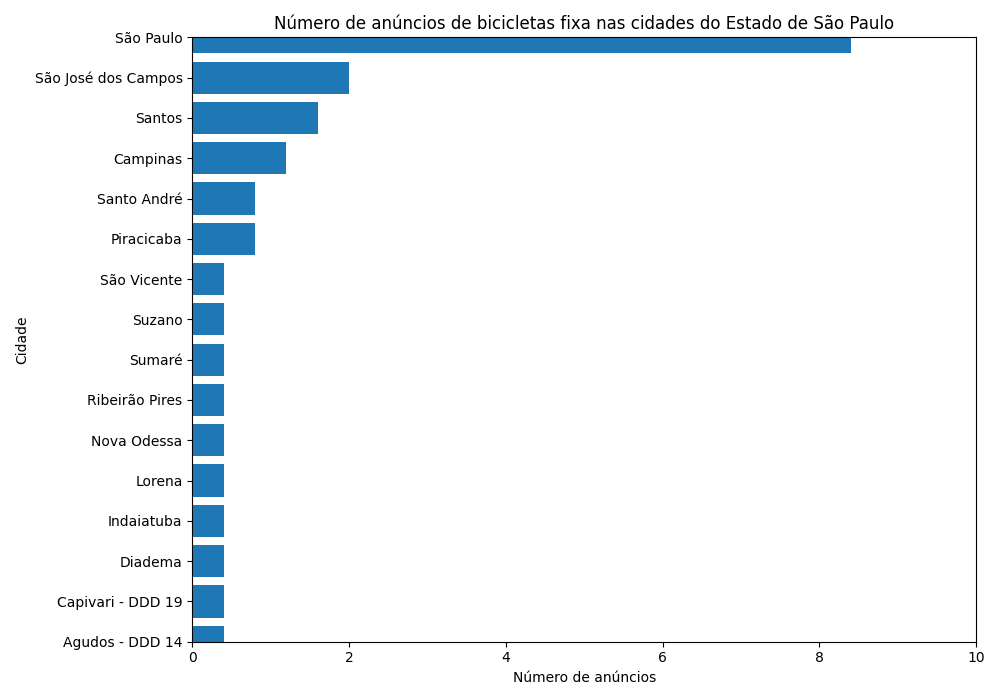 Número de anúncios de bicicletas fixa nas cidades do Estado de São Paulo
São Paulo
São José dos Campos
Santos
Campinas
Santo André
Piracicaba
São Vicente
Suzano
Sumaré
Ribeirão Pires
Nova Odessa
Lorena
Indaiatuba
Diadema
Capivari - DDD 19
Agudos - DDD 14
Cidade
0 2 4 6 8 10
Número de anúncios